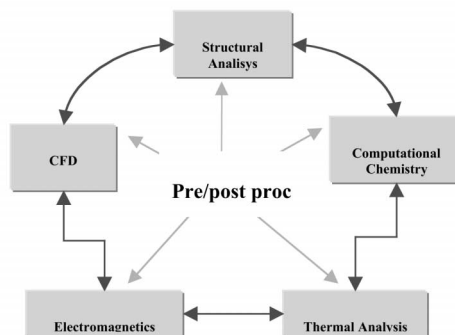 Structural
Analisys
CFD
Computational
Chemistry
Pre/post proc
Electromagnetics
Thermal Analysis